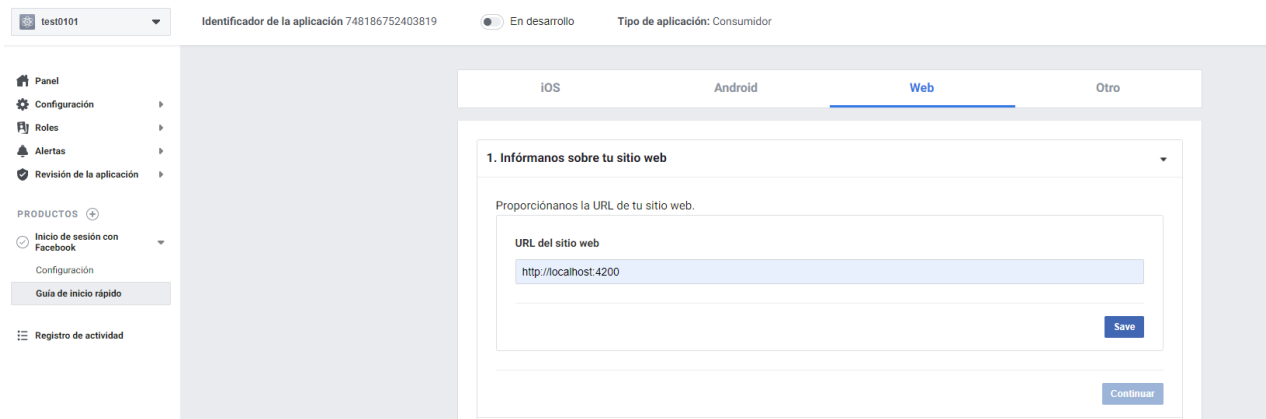 test0101
Identificador de la aplicación 748186752403819
En desarrollo
Tipo de aplicación: Consumidor
Panel
Configuración
Roles
Alertas
Revisión de la aplicación
PRODUCTOS
Inicio de sesión con
Facebook
Configuración
Guía de inicio rápido
Registro de actividad
iOS
Android
Web
Otro
1. Infórmanos sobre tu sitio web
Proporciónanos la URL de tu sitio web.
URL del sitio web
http://localhost:4200
Save
Continuar